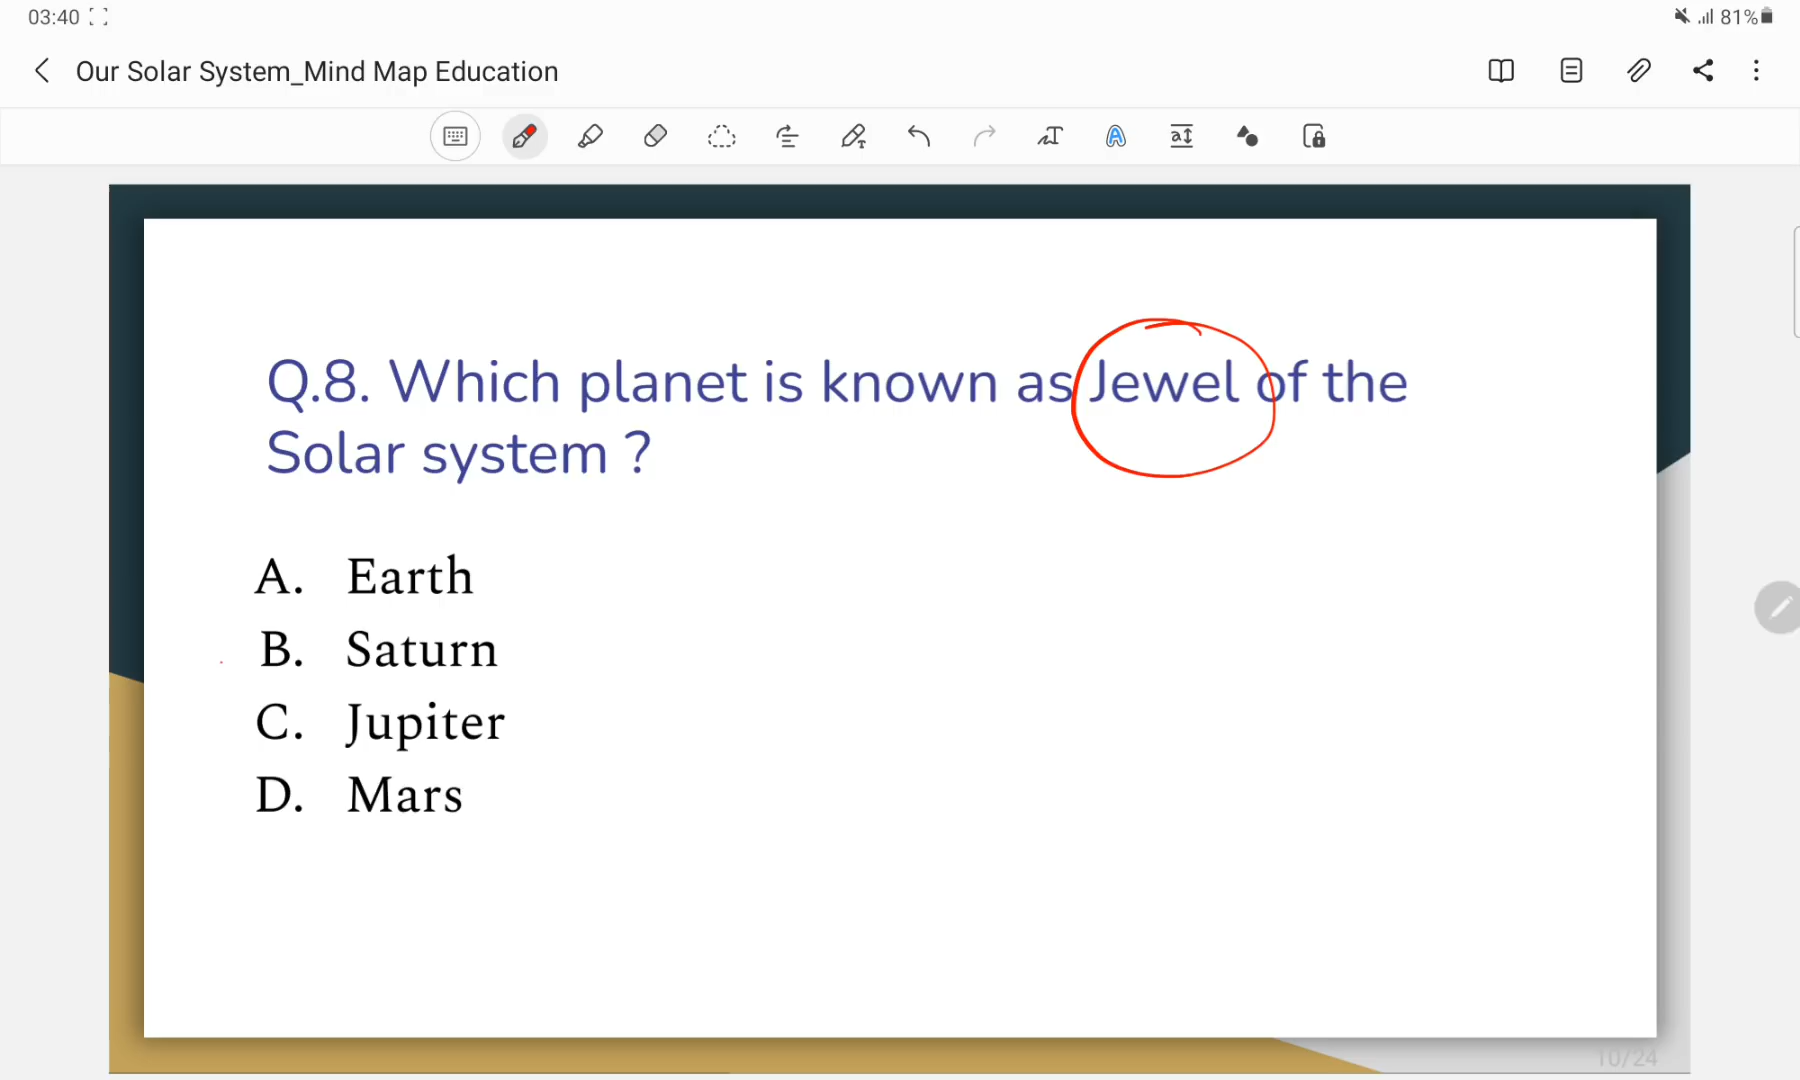 03:40
81%
Our Solar System_Mind Map Education
Q.8. Which planet is known as Jewel of the
Solar system ?
A. Earth
B. Saturn
C. Jupiter
D. Mars
10/24